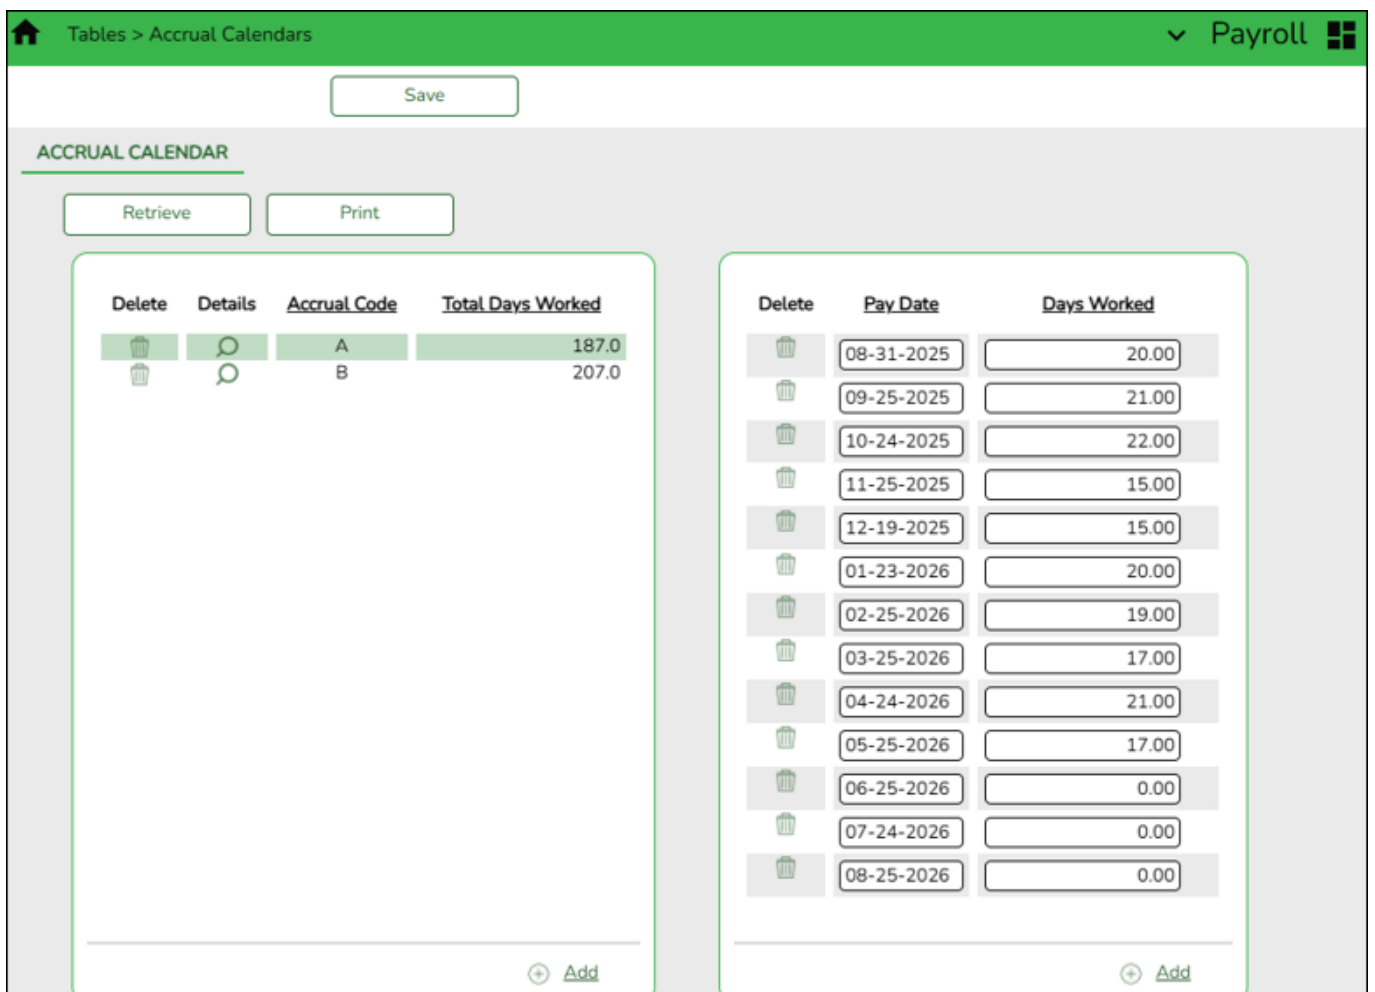 Tables > Accrual Calendars
Payroll
Save
ACCRUAL CALENDAR
Retrieve Print
Delete Details Accrual Code Total Days Worked
A 187.0
B 207.0
Add
Delete Pay Date Days Worked
08-31-2025 20.00
09-25-2025 21.00
10-24-2025 22.00
11-25-2025 15.00
12-19-2025 15.00
01-23-2026 20.00
02-25-2026 19.00
03-25-2026 17.00
04-24-2026 21.00
05-25-2026 17.00
06-25-2026 0.00
07-24-2026 0.00
08-25-2026 0.00
Add